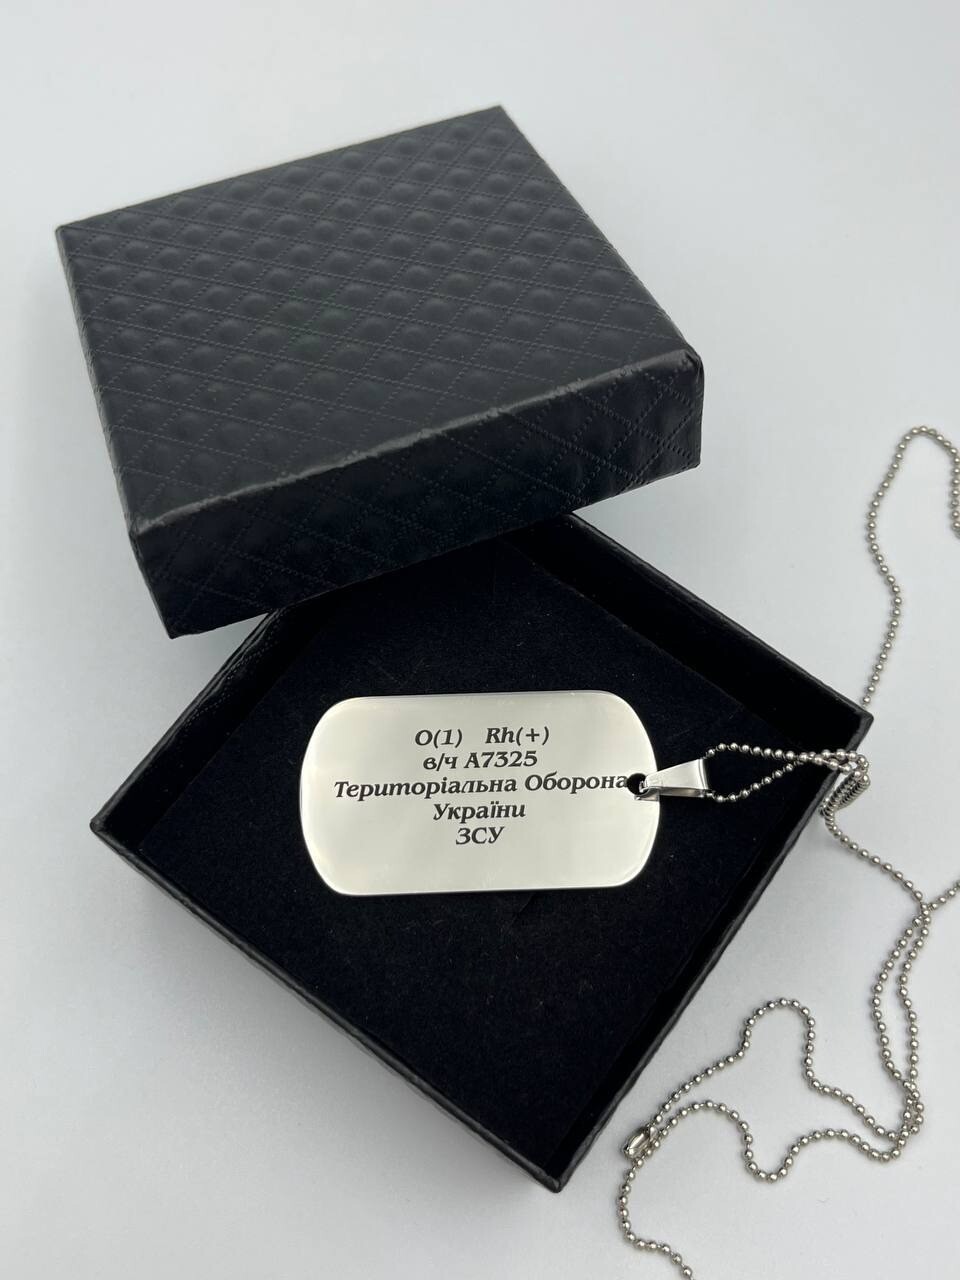 О(1) Rh(+)
в/ч А7325
Територіальна Оборона
України
ЗСУ